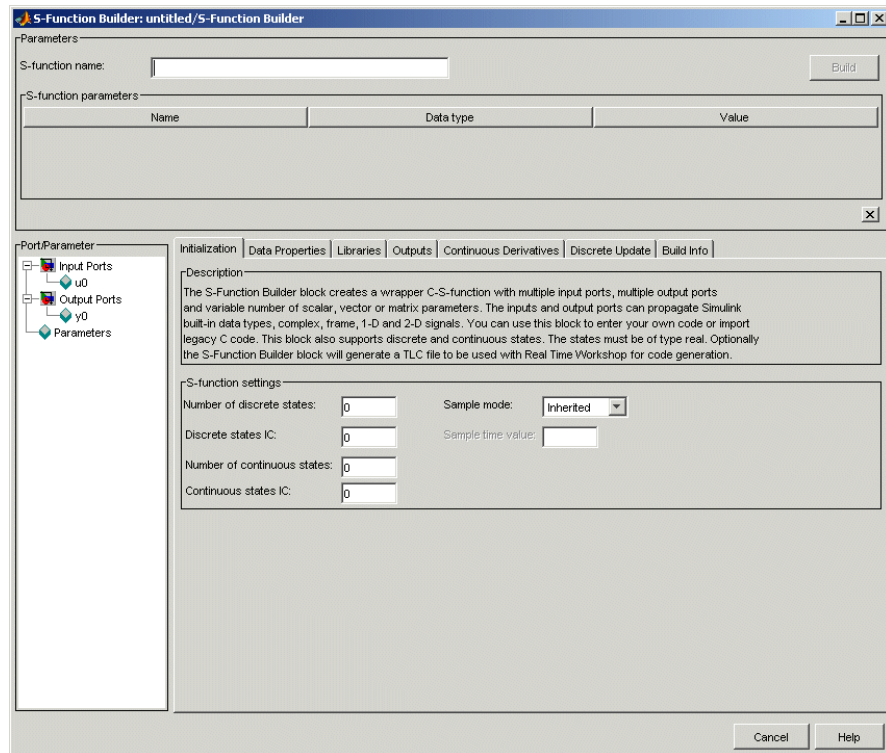 S-Function Builder: untitled/S-Function Builder
Parameters
S-function name:
Build
S-function parameters
Name Data type Value
Port/Parameter
Input Ports
u0
Output Ports
y0
Parameters
Initialization Data Properties Libraries Outputs Continuous Derivatives Discrete Update Build Info
Description
The S-Function Builder block creates a wrapper C-S-function with multiple input ports, multiple output ports
and variable number of scalar, vector or matrix parameters. The inputs and output ports can propagate Simulink
built-in data types, complex, frame, 1-D and 2-D signals. You can use this block to enter your own code or import
legacy C code. This block also supports discrete and continuous states. The states must be of type real. Optionally
the S-Function Builder block will generate a TLC file to be used with Real Time Workshop for code generation.
S-function settings
Number of discrete states: 0 Sample mode: Inherited
Discrete states IC: 0 Sample time value:
Number of continuous states: 0
Continuous states IC: 0
Cancel Help